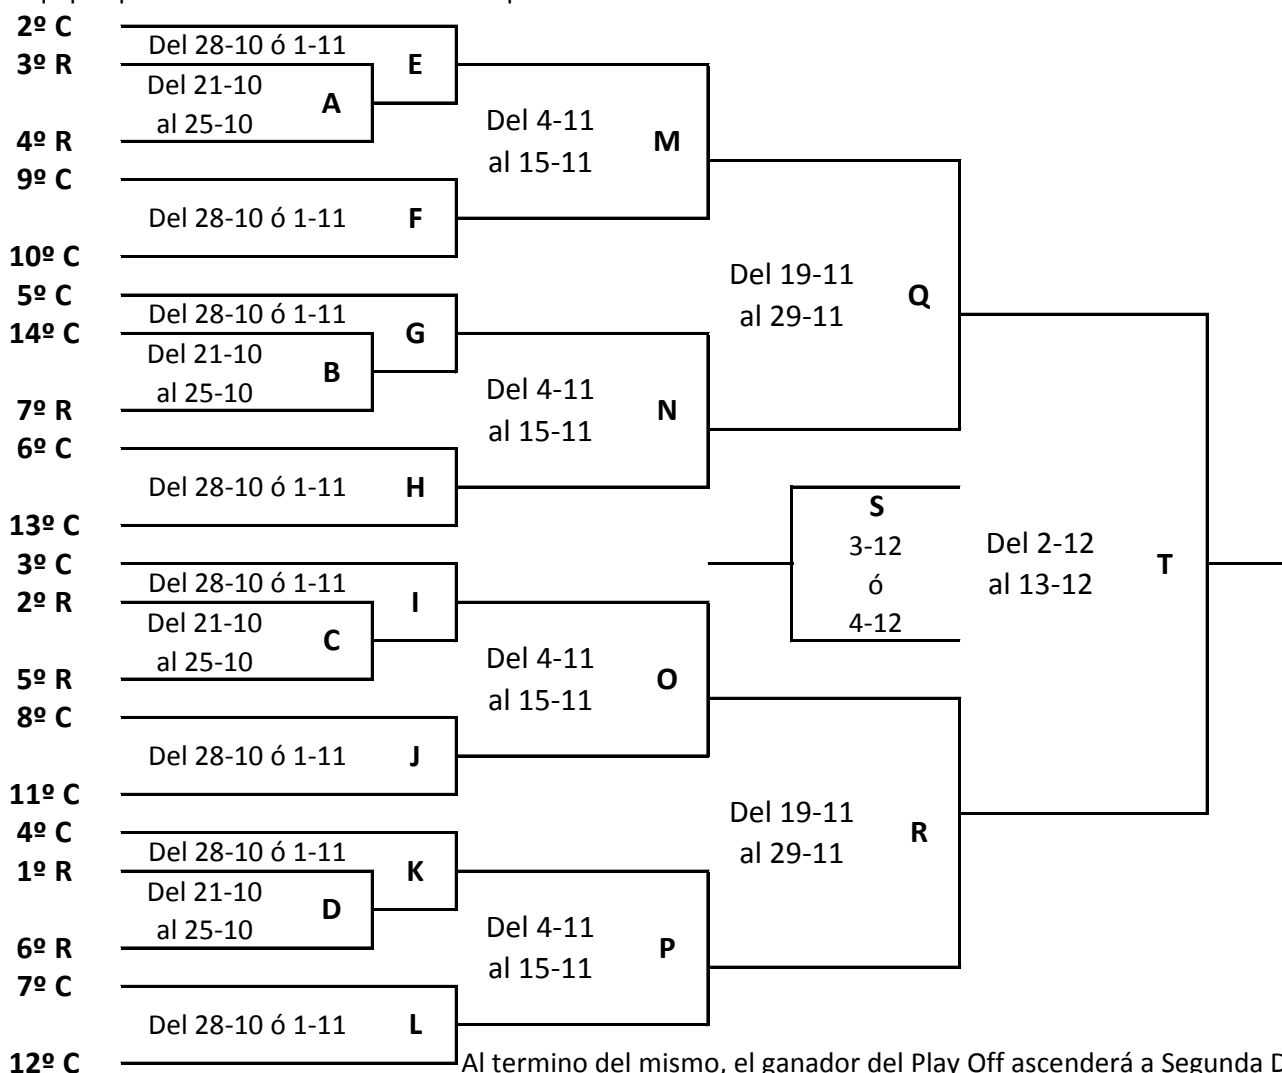 2º C
Del 28-10 ó 1-11
3º R
E
Del 21-10
al 25-10
A
4º R
Del 4-11
al 15-11
M
9º C
Del 28-10 ó 1-11
F
10º C
Del 19-11
al 29-11
Q
5º C
Del 28-10 ó 1-11
14º C
G
Del 21-10
al 25-10
B
7º R
Del 4-11
al 15-11
N
6º C
Del 28-10 ó 1-11
H
13º C
S
3-12
ó
4-12
Del 2-12
al 13-12
T
3º C
Del 28-10 ó 1-11
2º R
I
Del 21-10
al 25-10
C
5º R
Del 4-11
al 15-11
O
8º C
Del 28-10 ó 1-11
J
11º C
Del 19-11
al 29-11
R
4º C
Del 28-10 ó 1-11
1º R
K
Del 21-10
al 25-10
D
6º R
Del 4-11
al 15-11
P
7º C
Del 28-10 ó 1-11
L
12º C
Al termino del mismo, el ganador del Play Off ascenderá a Segunda D